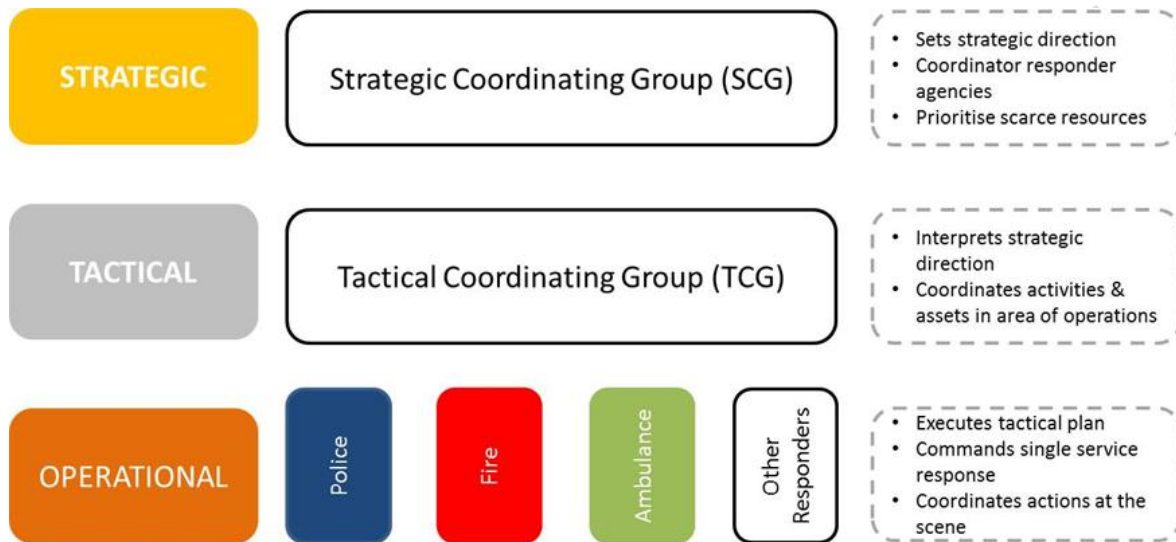 STRATEGIC
Strategic Coordinating Group (SCG)
• Sets strategic direction
• Coordinator responder
agencies
• Prioritise scarce resources
TACTICAL
Tactical Coordinating Group (TCG)
• Interprets strategic
direction
• Coordinates activities &
assets in area of operations
OPERATIONAL
Police
Fire
Ambulance
Other
Responders
• Executes tactical plan
• Commands single service
response
• Coordinates actions at the
scene